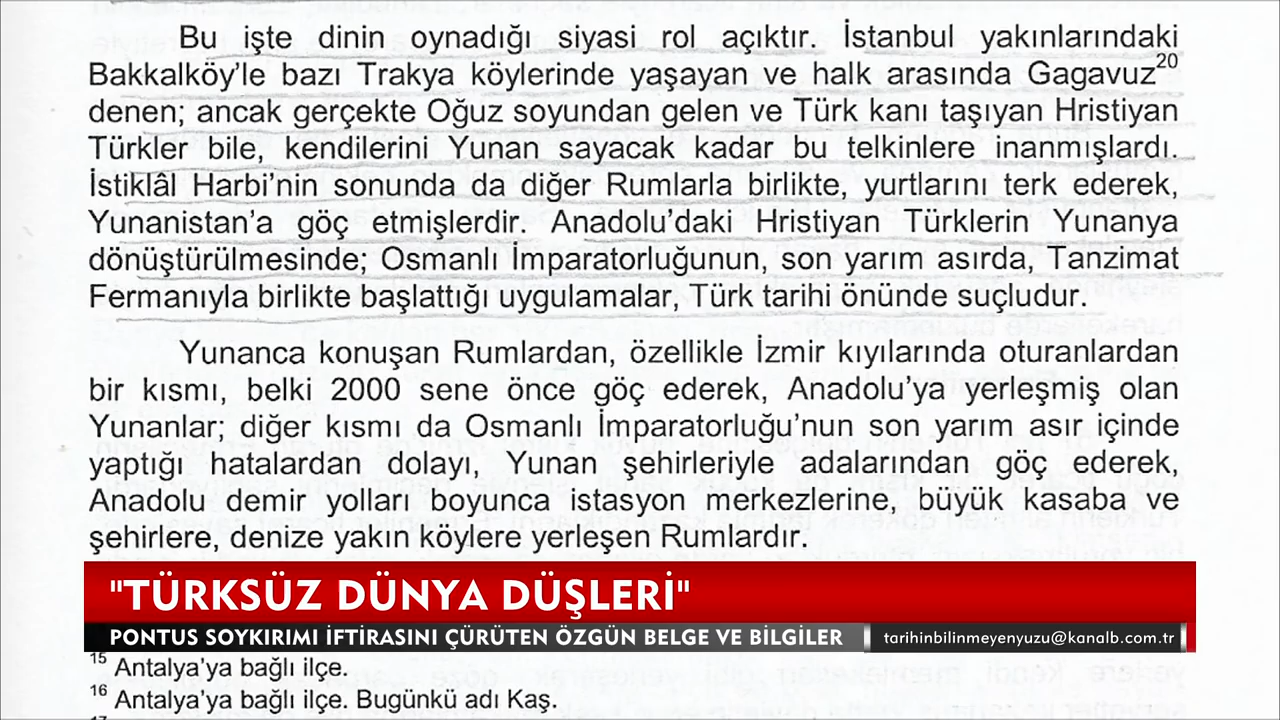 Bu işte dinin oynadığı siyasi rol açıktır. İstanbul yakınlarındaki
Bakkalköy'le bazı Trakya köylerinde yaşayan ve halk arasında Gagavuz20
denen; ancak gerçekte Oğuz soyundan gelen ve Türk kanı taşıyan Hristiyan
Türkler bile, kendilerini Yunan sayacak kadar bu telkinlere inanmışlardı.
İstiklâl Harbi'nin sonunda da diğer Rumlarla birlikte, yurtlarını terk ederek,
Yunanistan'a göç etmişlerdir. Anadolu'daki Hristiyan Türklerin Yunanya
dönüştürülmesinde; Osmanlı İmparatorluğunun, son yarım asırda, Tanzimat
Fermanıyla birlikte başlattığı uygulamalar, Türk tarihi önünde suçludur.
Yunanca konuşan Rumlardan, özellikle İzmir kıyılarında oturanlardan
bir kısmı, belki 2000 sene önce göç ederek, Anadolu'ya yerleşmiş olan
Yunanlar; diğer kısmı da Osmanlı İmparatorluğu'nun son yarım asır içinde
yaptığı hatalardan dolayı, Yunan şehirleriyle adalarından göç ederek,
Anadolu demir yolları boyunca istasyon merkezlerine, büyük kasaba ve
şehirlere, denize yakın köylere yerleşen Rumlardır.
"TÜRKSÜZ DÜNYA DÜŞLERİ"
PONTUS SOYKIRIMI İFTİRASINI ÇÜRÜTEN ÖZGÜN BELGE VE BİLGİLER
tarihinbilinmeyenyuzu@kanalb.com.tr
15 Antalya'ya bağlı ilçe.
16 Antalya'ya bağlı ilçe. Bugünkü adı Kaş.